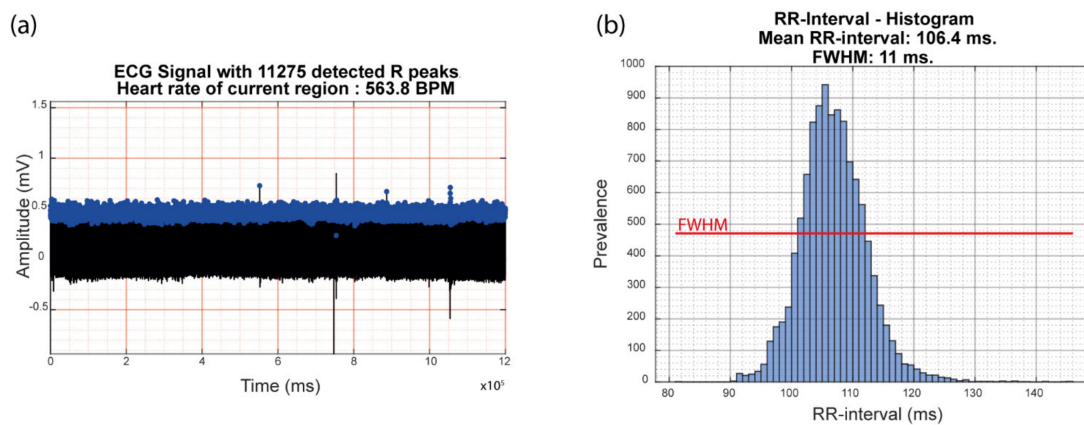 (a)
ECG Signal with 11275 detected R peaks
Heart rate of current region : 563.8 BPM
1.5
1
0.5
0
-0.5
Amplitude (mV)
0 2 4 6 8 10 12
x10⁵
Time (ms)
(b)
RR-Interval - Histogram
Mean RR-interval: 106.4 ms.
FWHM: 11 ms.
1000
900
800
700
600
500
400
300
200
100
0
Prevalence
FWHM
80 90 100 110 120 130 140
RR-interval (ms)